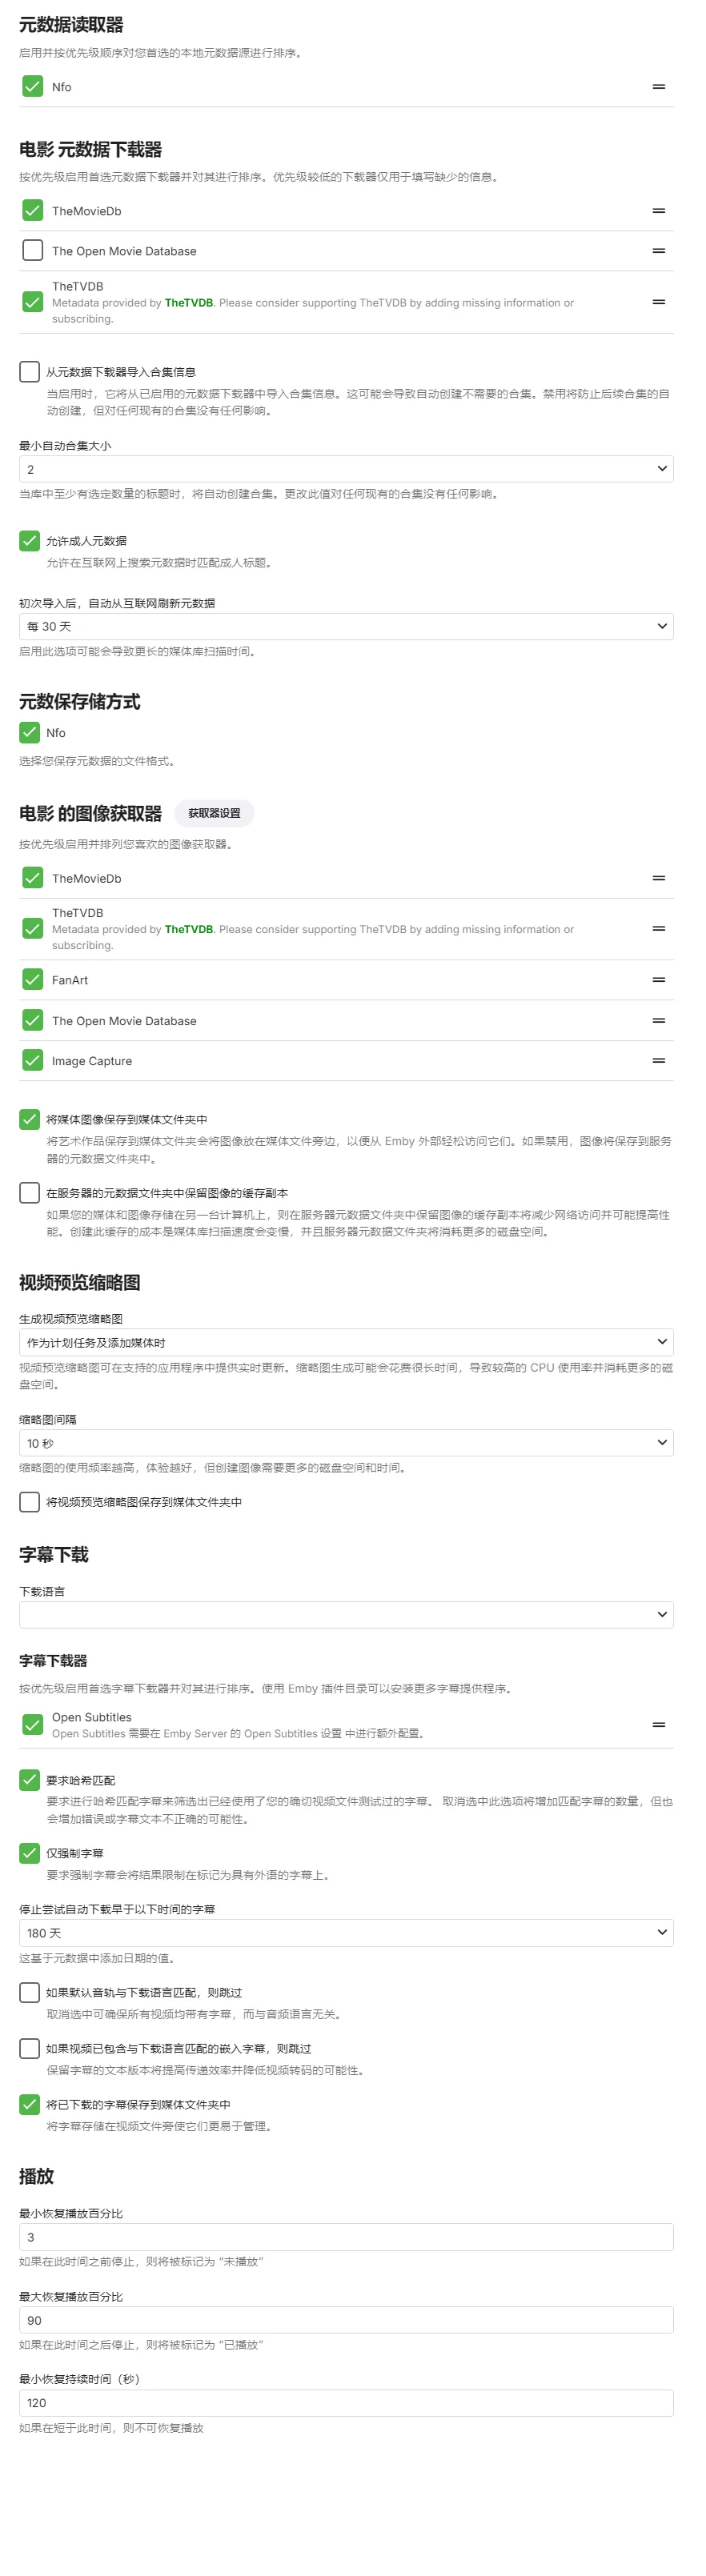 元数据读取器
启用并按优先级顺序对您首选的本地元数据源进行排序。
Nfo
电影 元数据下载器
按优先级启用首选元数据下载器并对其进行排序。优先级较低的下载器仅用于填写缺少的信息。
TheMovieDb
The Open Movie Database
TheTVDB
Metadata provided by TheTVDB. Please consider supporting TheTVDB by adding missing information or
subscribing.
从元数据下载器导入合集信息
当启用时，它将从已启用的元数据下载器中导入合集信息。这可能会导致自动创建不需要的合集。禁用将防止后续合集的自
动创建，但对任何现有的合集没有任何影响。
最小自动合集大小
2
当库中至少有选定数量的标题时，将自动创建合集。更改此值对任何现有的合集没有任何影响。
允许成人元数据
允许在互联网上搜索元数据时匹配成人标题。
初次导入后，自动从互联网刷新元数据
每 30 天
启用此选项可能会导致更长的媒体库扫描时间。
元数保存储方式
Nfo
选择您保存元数据的文件格式。
电影 的图像获取器 获取器设置
按优先级启用并排列您喜欢的图像获取器。
TheMovieDb
TheTVDB
Metadata provided by TheTVDB. Please consider supporting TheTVDB by adding missing information or
subscribing.
FanArt
The Open Movie Database
Image Capture
将媒体图像保存到媒体文件夹中
将艺术作品保存到媒体文件夹会将图像放在媒体文件旁边，以便从 Emby 外部轻松访问它们。如果禁用，图像将保存到服务
器的元数据文件夹中。
在服务器的元数据文件夹中保留图像的缓存副本
如果您的媒体和图像存储在另一台计算机上，则在服务器元数据文件夹中保留图像的缓存副本将减少网络访问并可能提高性
能。创建此缓存的成本是媒体库扫描速度会变慢，并且服务器元数据文件夹将消耗更多的磁盘空间。
视频预览缩略图
生成视频预览缩略图
作为计划任务及添加媒体时
视频预览缩略图可在支持的应用程序中提供实时更新。缩略图生成可能会花费很长时间，导致较高的 CPU 使用率并消耗更多的磁
盘空间。
缩略图间隔
10 秒
缩略图的使用频率越高，体验越好，但创建图像需要更多的磁盘空间和时间。
将视频预览缩略图保存到媒体文件夹中
字幕下载
下载语言
字幕下载器
按优先级启用首选字幕下载器并对其进行排序。使用 Emby 插件目录可以安装更多字幕提供程序。
Open Subtitles
Open Subtitles 需要在 Emby Server 的 Open Subtitles 设置 中进行额外配置。
要求哈希匹配
要求进行哈希匹配字幕来筛选出已经使用了您的确切视频文件测试过的字幕。 取消选中此选项将增加匹配字幕的数量，但也
会增加错误或字幕文本不正确的可能性。
仅强制字幕
要求强制字幕会将结果限制在标记为具有外语的字幕上。
停止尝试自动下载早于以下时间的字幕
180 天
这基于元数据中添加日期的值。
如果默认音轨与下载语言匹配，则跳过
取消选中可确保所有视频均带有字幕，而与音频语言无关。
如果视频已包含与下载语言匹配的嵌入字幕，则跳过
保留字幕的文本版本将提高传递效率并降低视频转码的可能性。
将已下载的字幕保存到媒体文件夹中
将字幕存储在视频文件旁使它们更易于管理。
播放
最小恢复播放百分比
3
如果在此时间之前停止，则将被标记为 “未播放”
最大恢复播放百分比
90
如果在此时间之后停止，则将被标记为 “已播放”
最小恢复持续时间（秒）
120
如果在短于此时间，则不可恢复播放